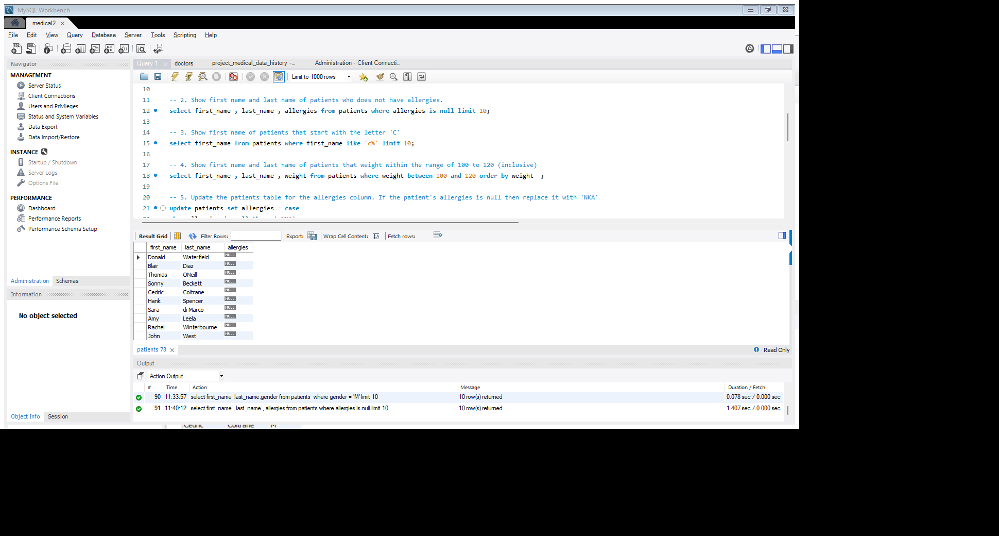 MySQL Workbench
medical2
File Edit View Query Database Server Tools Scripting Help
Navigator
MANAGEMENT
Server Status
Client Connections
Users and Privileges
Status and System Variables
Data Export
Data Import/Restore
INSTANCE
Startup / Shutdown
Server Logs
Options File
PERFORMANCE
Dashboard
Performance Reports
Performance Schema Setup
Administration Schemas
Information
No object selected
Object Info Session
Query 1 doctors project_medical_data_history -... Administration - Client Connecti...
Limit to 1000 rows
10
11 -- 2. Show first name and last name of patients who does not have allergies.
12 select first_name , last_name , allergies from patients where allergies is null limit 10;
13
14 -- 3. Show first name of patients that start with the letter 'C'
15 select first_name from patients where first_name like 'c%' limit 10;
16
17 -- 4. Show first name and last name of patients that weight within the range of 100 to 120 (inclusive)
18 select first_name , last_name , weight from patients where weight between 100 and 120 order by weight ;
19
20 -- 5. Update the patients table for the allergies column. If the patient's allergies is null then replace it with 'NKA'
21 update patients set allergies = case
Result Grid Filter Rows: Export: Wrap Cell Content: Fetch rows:
first_name last_name allergies
Donald Waterfield NULL
Blair Diaz NULL
Thomas ONeill NULL
Sonny Beckett NULL
Cedric Coltrane NULL
Hank Spencer NULL
Sara di Marco NULL
Amy Leela NULL
Rachel Winterbourne NULL
John West NULL
patients 73 Read Only
Output
Action Output
# Time Action Message Duration / Fetch
90 11:33:57 select first_name ,last_name,gender from patients where gender = 'M' limit 10 10 row(s) returned 0.078 sec / 0.000 sec
91 11:40:12 select first_name , last_name , allergies from patients where allergies is null limit 10 10 row(s) returned 1.407 sec / 0.000 sec
Cedric Coltrane M